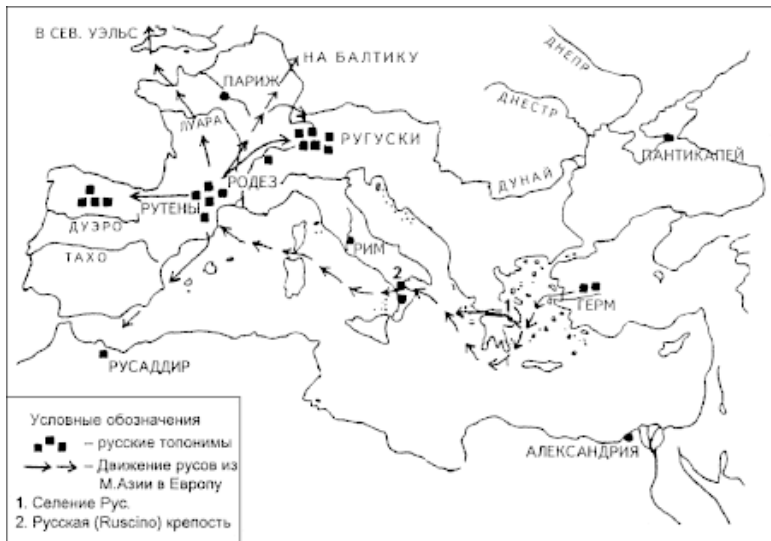 В СЕВ. УЭЛЬС
НА БАЛТИКУ
ПАРИЖ
ДНЕПР
ДНЕСТР
ЛУАРА
РУГУСКИ
ПАНТИКАПЕЙ
ДУНАЙ
РОДЕЗ
РУТЕНЫ
ДУЭРО
ТАХО
РИМ
2
1
ГЕРМ
РУСАДДИР
АЛЕКСАНДРИЯ
Условные обозначения
– русские топонимы
– Движение русов из
М.Азии в Европу
1. Селение Рус.
2. Русская (Ruscino) крепость